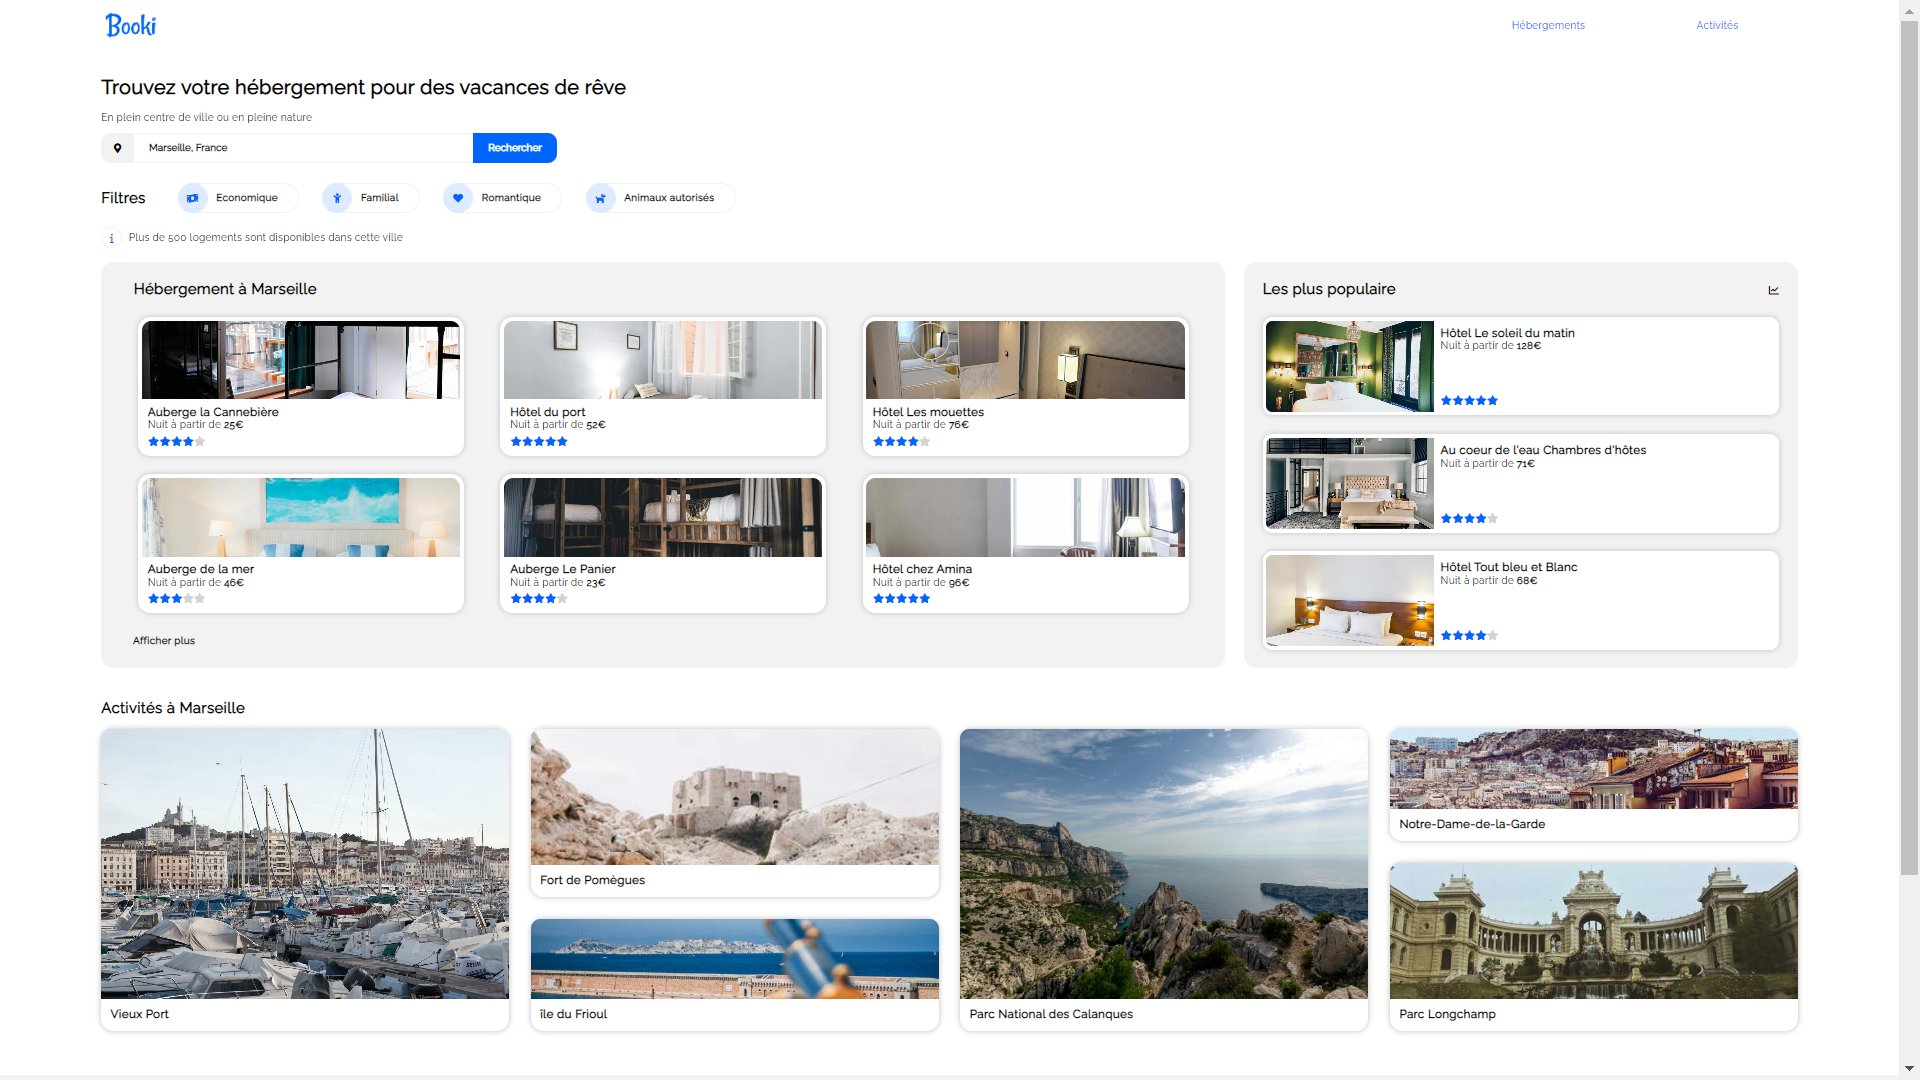 Booki
Hébergements
Activités
Trouvez votre hébergement pour des vacances de rêve
En plein centre de ville ou en pleine nature
Marseille, France
Rechercher
Filtres
Economique
Familial
Romantique
Animaux autorisés
Plus de 500 logements sont disponibles dans cette ville
Hébergement à Marseille
Auberge la Cannebière
Nuit à partir de 25€
Hôtel du port
Nuit à partir de 52€
Hôtel Les mouettes
Nuit à partir de 76€
Auberge de la mer
Nuit à partir de 46€
Auberge Le Panier
Nuit à partir de 23€
Hôtel chez Amina
Nuit à partir de 96€
Afficher plus
Les plus populaire
Hôtel Le soleil du matin
Nuit à partir de 128€
Au coeur de l'eau Chambres d'hôtes
Nuit à partir de 71€
Hôtel Tout bleu et Blanc
Nuit à partir de 68€
Activités à Marseille
Vieux Port
Fort de Pomègues
île du Frioul
Parc National des Calanques
Notre-Dame-de-la-Garde
Parc Longchamp